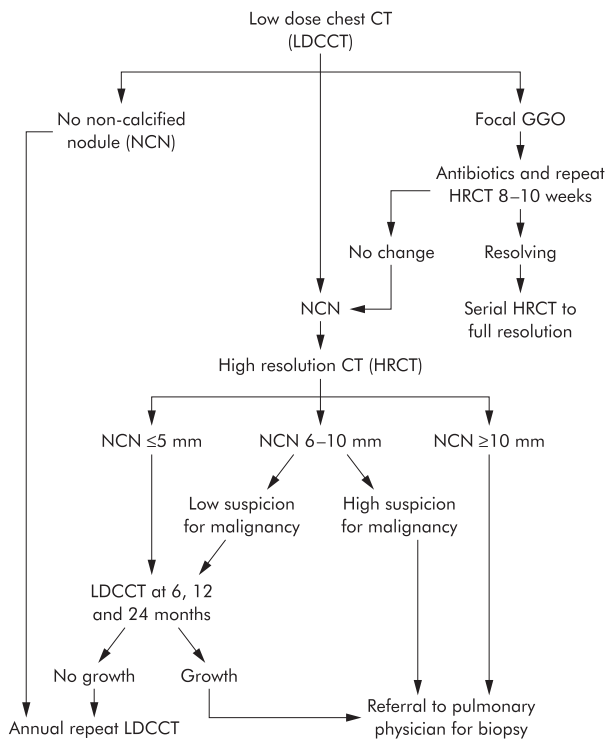 Low dose chest CT
(LDCCT)
No non-calcified
nodule (NCN)
Focal GGO
Antibiotics and repeat
HRCT 8–10 weeks
No change
Resolving
NCN
Serial HRCT to
full resolution
High resolution CT (HRCT)
NCN ≤5 mm
NCN 6–10 mm
NCN ≥10 mm
Low suspicion
for malignancy
High suspicion
for malignancy
LDCCT at 6, 12
and 24 months
No growth
Growth
Annual repeat LDCCT
Referral to pulmonary
physician for biopsy